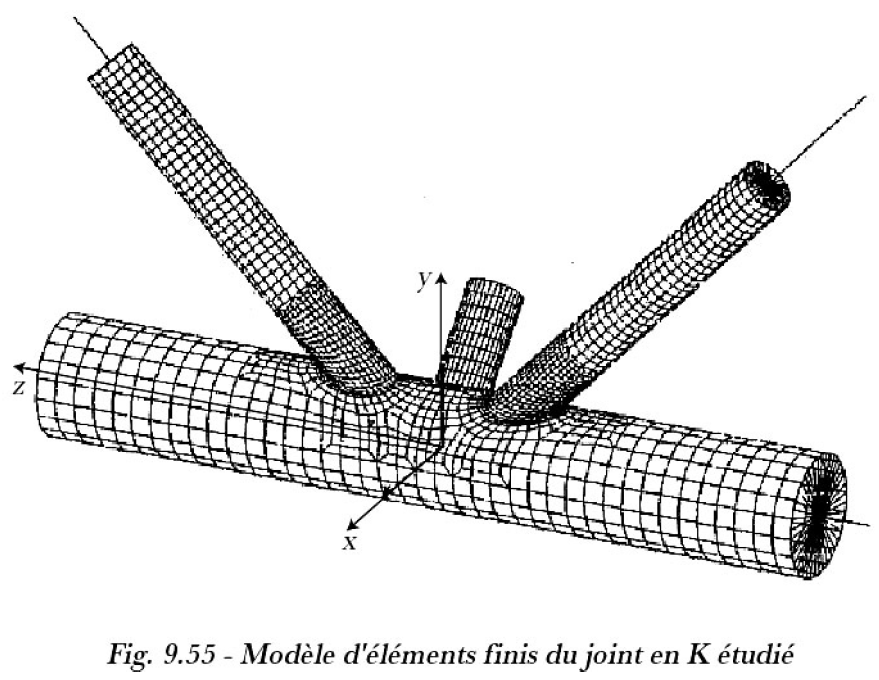 y
z
x
Fig. 9.55 - Modèle d'éléments finis du joint en K étudié